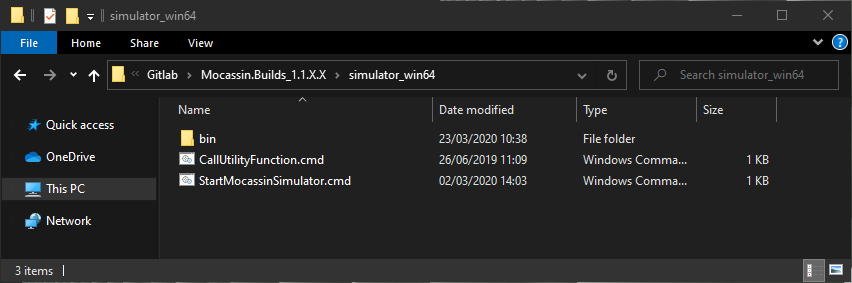 simulator_win64
File Home Share View
Gitlab Mocassin.Builds_1.1.X.X simulator_win64 Search simulator_win64
Name Date modified Type Size
Quick access
OneDrive
This PC
Network
bin 23/03/2020 10:38 File folder
CallUtilityFunction.cmd 26/06/2019 11:09 Windows Comma... 1 KB
StartMocassinSimulator.cmd 02/03/2020 14:03 Windows Comma... 1 KB
3 items